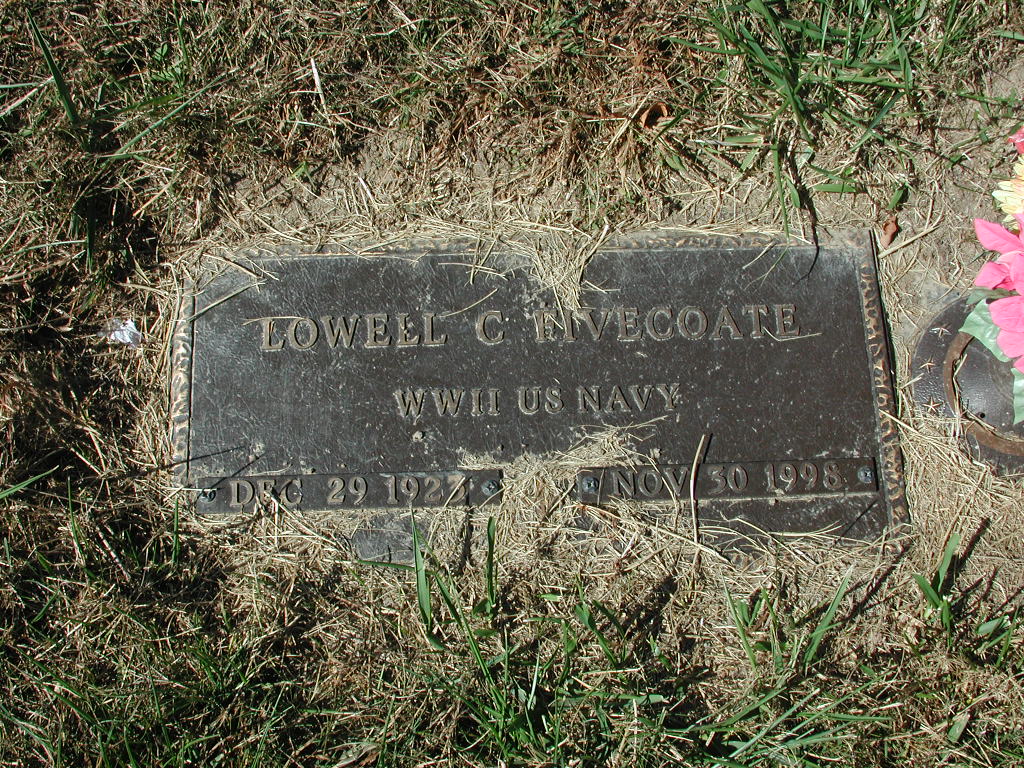 LOWELL C FIVECOATE
WWII US NAVY
DEC 29 1927 NOV 30 1998